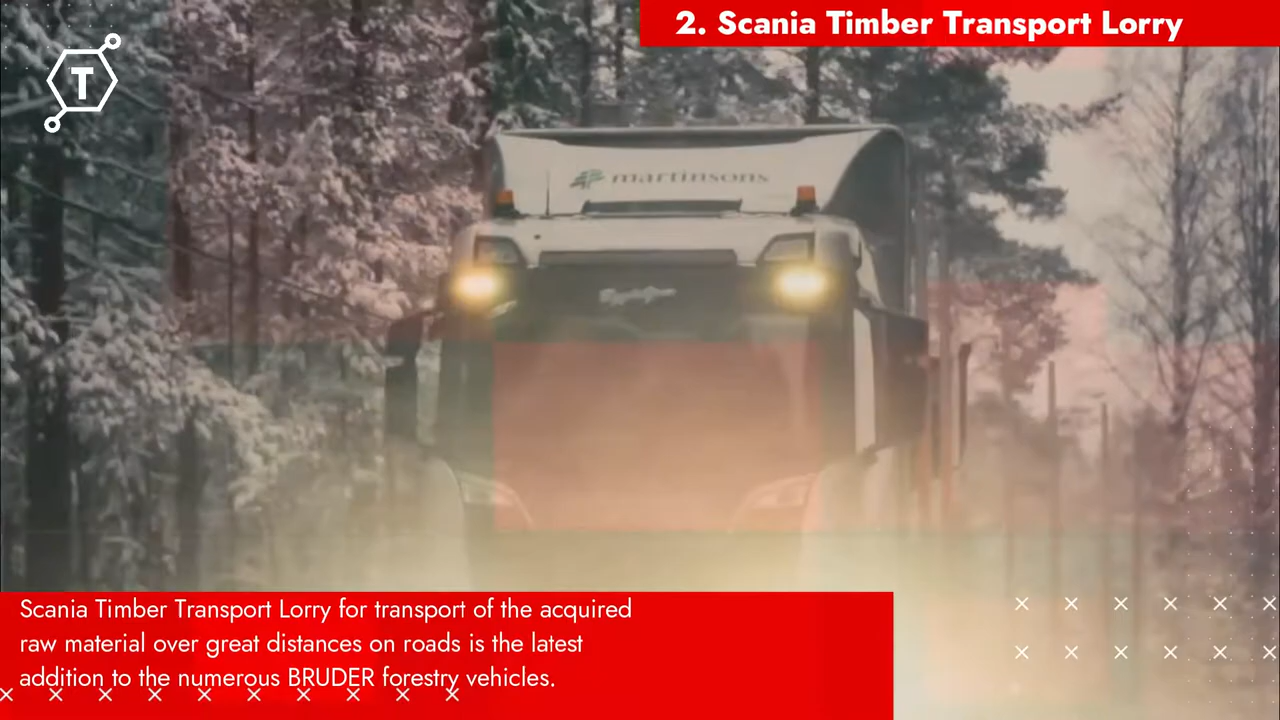 2. Scania Timber Transport Lorry
T
martinsons
Scania Timber Transport Lorry for transport of the acquired
raw material over great distances on roads is the latest
addition to the numerous BRUDER forestry vehicles.